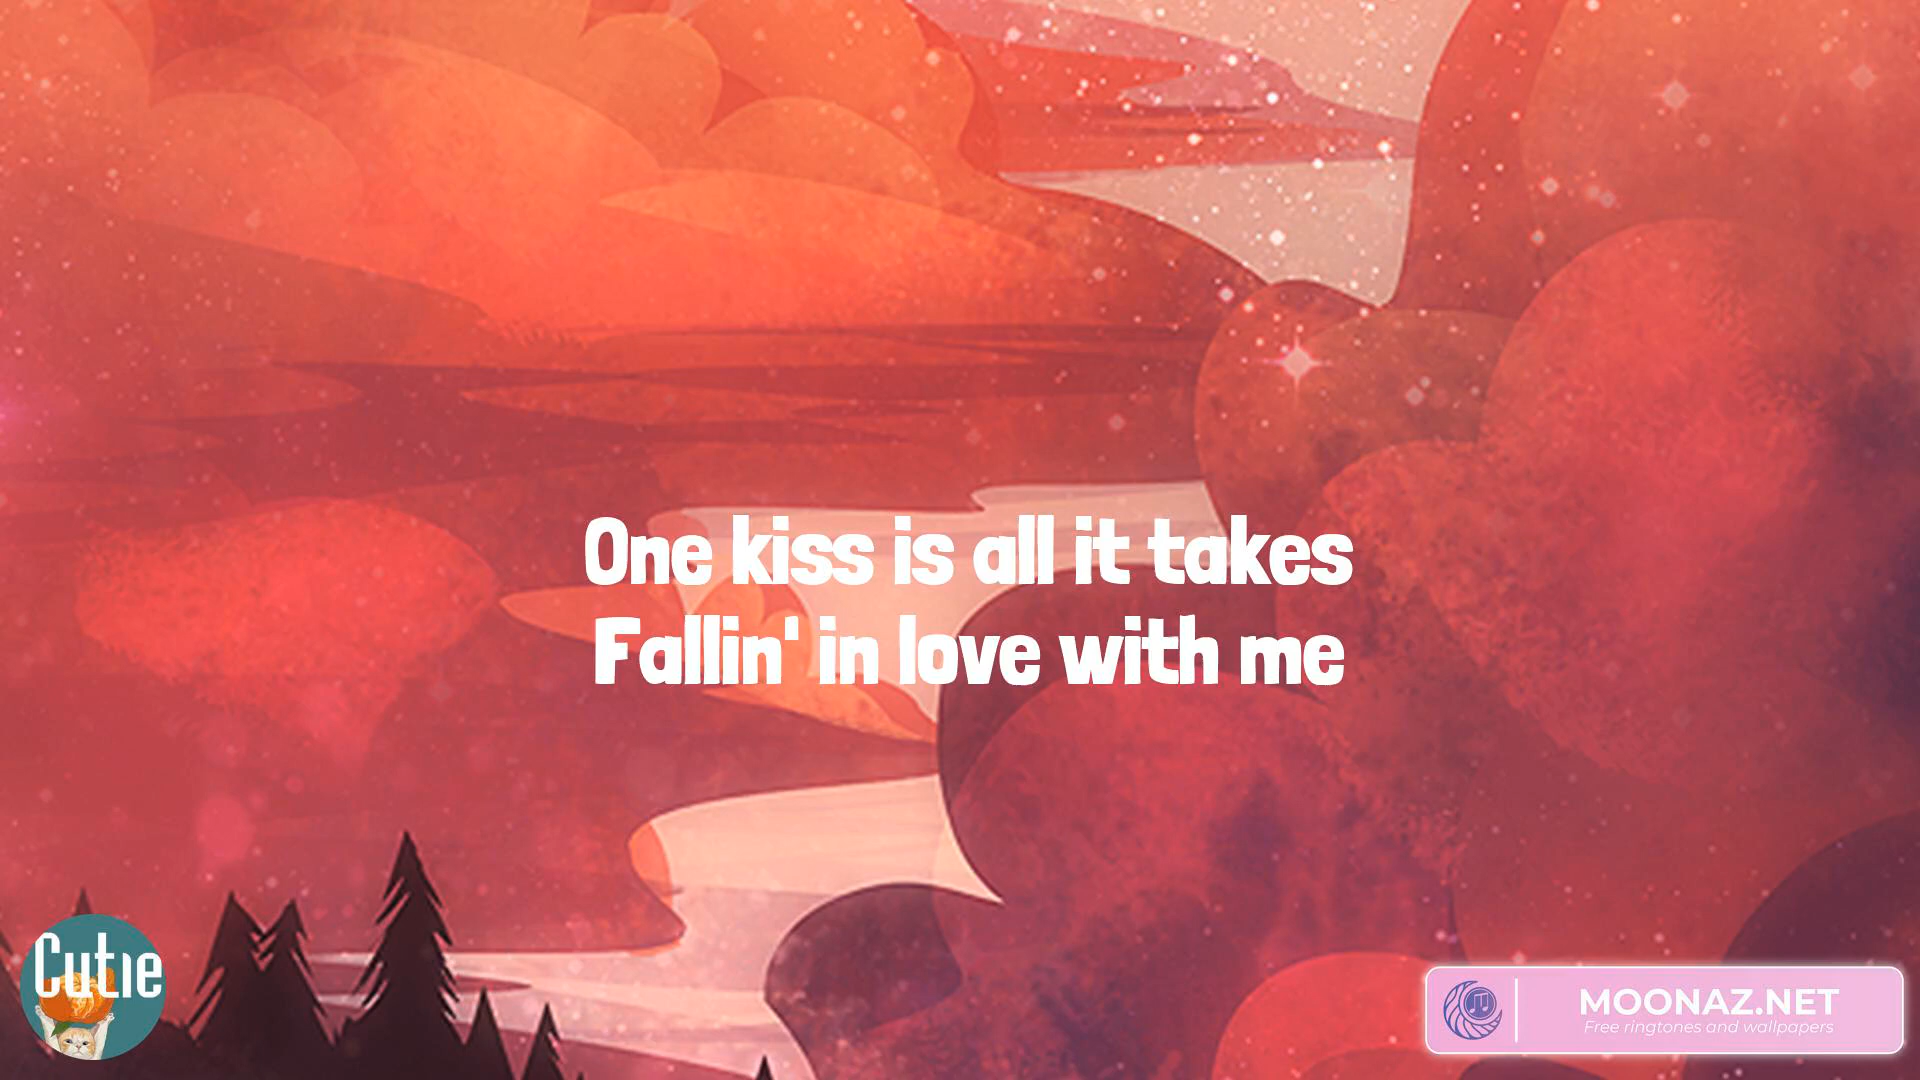 One kiss is all it takes
Fallin' in love with me
Cutie
MOONAZ.NET
Free ringtones and wallpapers